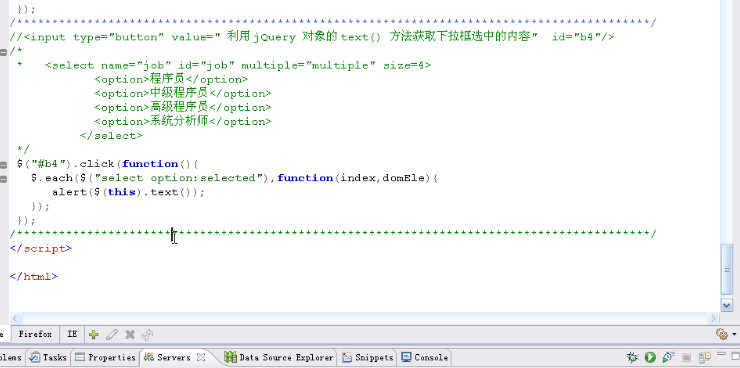 });
/******************************************************************************************/
//<input type="button" value=" 利用jQuery 对象的text() 方法获取下拉框选中的内容" id="b4"/>
/*
* <select name="job" id="job" multiple="multiple" size=4>
<option>程序员</option>
<option>中级程序员</option>
<option>高级程序员</option>
<option>系统分析师</option>
</select>
*/
$("#b4").click(function(){
$.each($("select option:selected"),function(index,domEle){
alert($(this).text());
});
});
/******************************************************************************************/
</script>
</html>
Firefox IE
Tasks Properties Servers Data Source Explorer Snippets Console